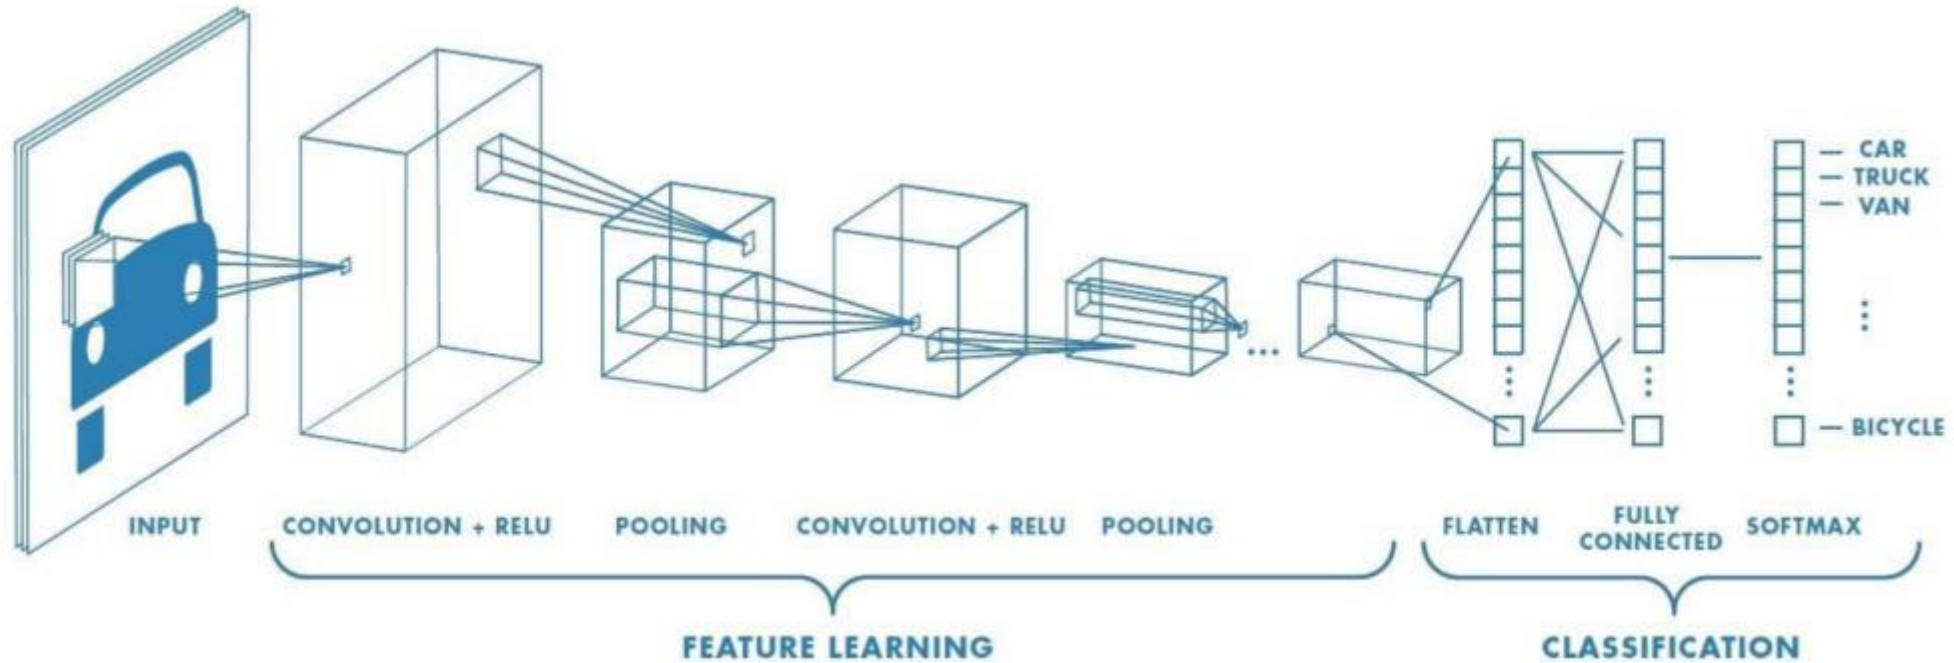 CAR
TRUCK
VAN
BICYCLE
INPUT
CONVOLUTION + RELU
POOLING
CONVOLUTION + RELU
POOLING
FLATTEN
FULLY
CONNECTED
SOFTMAX
FEATURE LEARNING
CLASSIFICATION